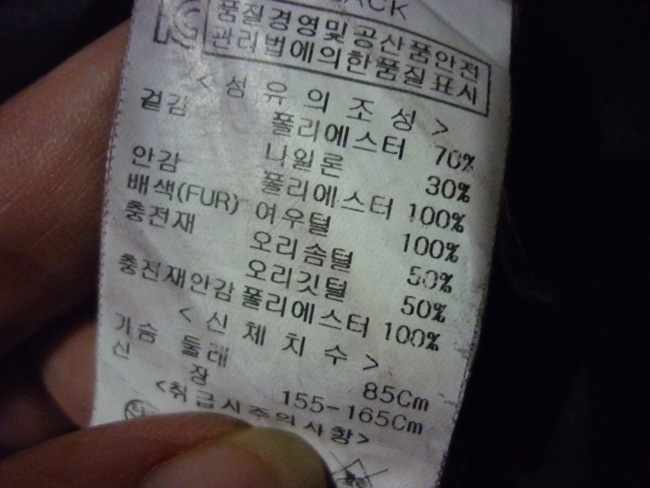 품질경영및공산품안전
관리법에의한품질표시
<섬유의조성>
겉감 폴리에스터 70%
나일론 30%
안감 폴리에스터 100%
배색(FUR) 여우털 100%
충전재 오리솜털 50%
오리깃털 50%
충전재안감 폴리에스터 100%
<신체치수>
가슴둘레 85Cm
신장 155-165Cm
<취급시주의사항>